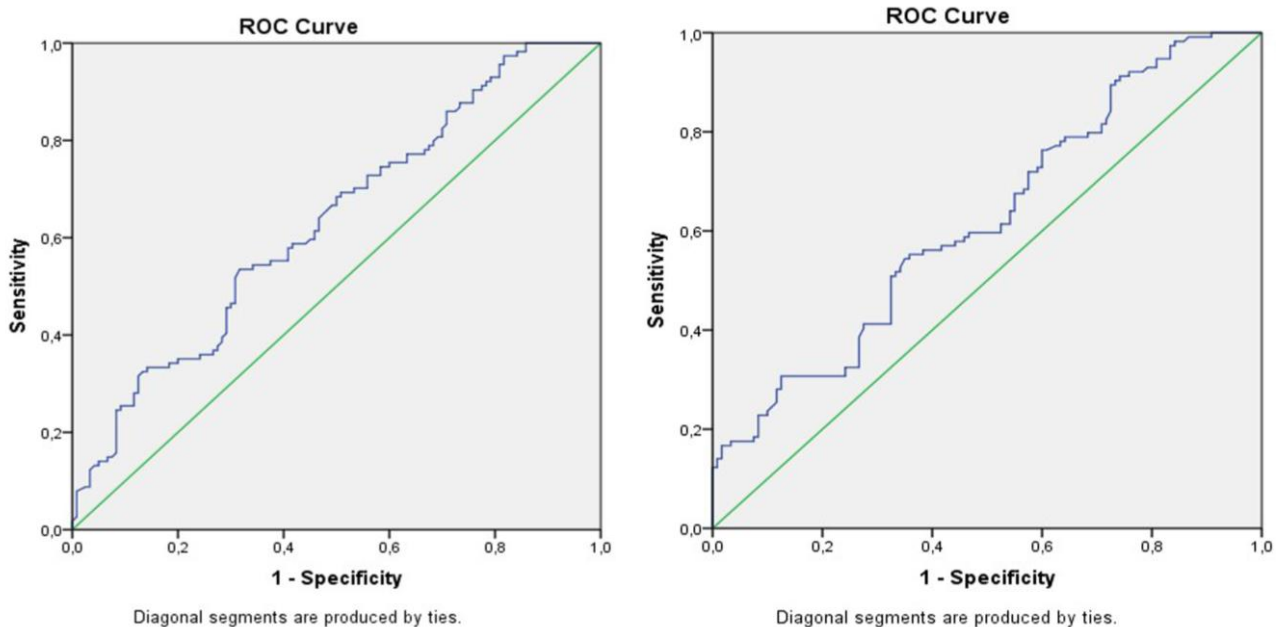 ROC Curve
1,0
0,8
0,6
0,4
0,2
0,0
Sensitivity
0,0 0,2 0,4 0,6 0,8 1,0
1 - Specificity
Diagonal segments are produced by ties.
ROC Curve
1,0
0,8
0,6
0,4
0,2
0,0
Sensitivity
0,0 0,2 0,4 0,6 0,8 1,0
1 - Specificity
Diagonal segments are produced by ties.